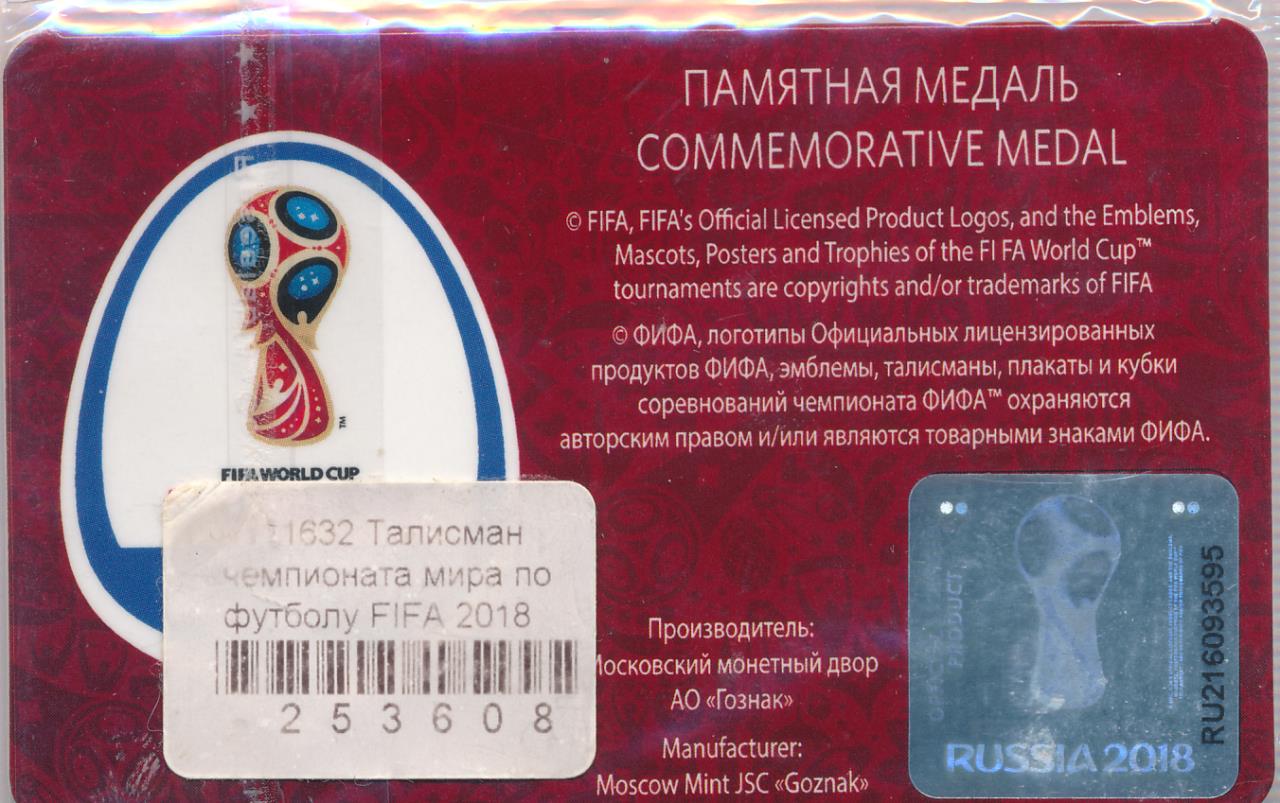 ПАМЯТНАЯ МЕДАЛЬ
COMMEMORATIVE MEDAL
© FIFA, FIFA's Official Licensed Product Logos, and the Emblems,
Mascots, Posters and Trophies of the FI FA World Cup™
tournaments are copyrights and/or trademarks of FIFA
© ФИФА, логотипы Официальных лицензированных
продуктов ФИФА, эмблемы, талисманы, плакаты и кубки
соревнований чемпионата ФИФА™ охраняются
авторским правом и/или являются товарными знаками ФИФА.
TM
FIFA WORLD CUP
Талисман
чемпионата мира по
футболу FIFA 2018
253608
Производитель:
Московский монетный двор
АО «Гознак»
Manufacturer:
Moscow Mint JSC «Goznak»
PRODUCT
RUSSIA 2018
RU216093595